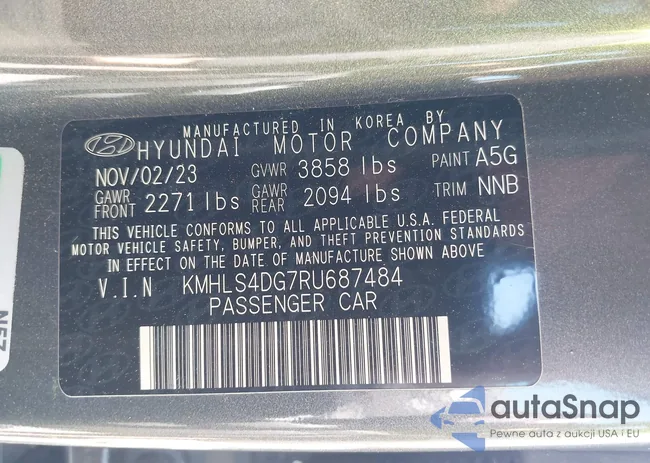 MANUFACTURED IN KOREA BY
HYUNDAI MOTOR COMPANY
NOV/02/23 GVWR 3858 lbs PAINT A5G
GAWR FRONT 2271 lbs GAWR REAR 2094 lbs TRIM NNB
THIS VEHICLE CONFORMS TO ALL APPLICABLE U.S.A. FEDERAL
MOTOR VEHICLE SAFETY, BUMPER, AND THEFT PREVENTION STANDARDS
IN EFFECT ON THE DATE OF MANUFACTURE SHOWN ABOVE
V.I.N KMHLS4DG7RU687484
PASSENGER CAR
autaSnap
Pewne auta z aukcji USA i EU